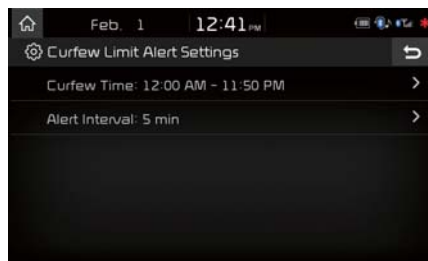 Feb. 1 12:41 PM
Curfew Limit Alert Settings
Curfew Time: 12:00 AM - 11:50 PM
Alert Interval: 5 min